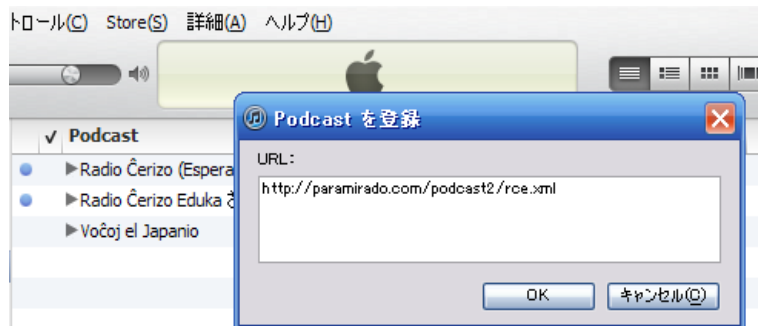 トロール(C) Store(S) 詳細(A) ヘルプ(H)
Podcast を登録
✓ Podcast
URL:
▶Radio Ĉerizo (Espera
http://paramirado.com/podcast2/rce.xml
▶Radio Ĉerizo Eduka
▶Voĉoj el Japanio
OK キャンセル(C)